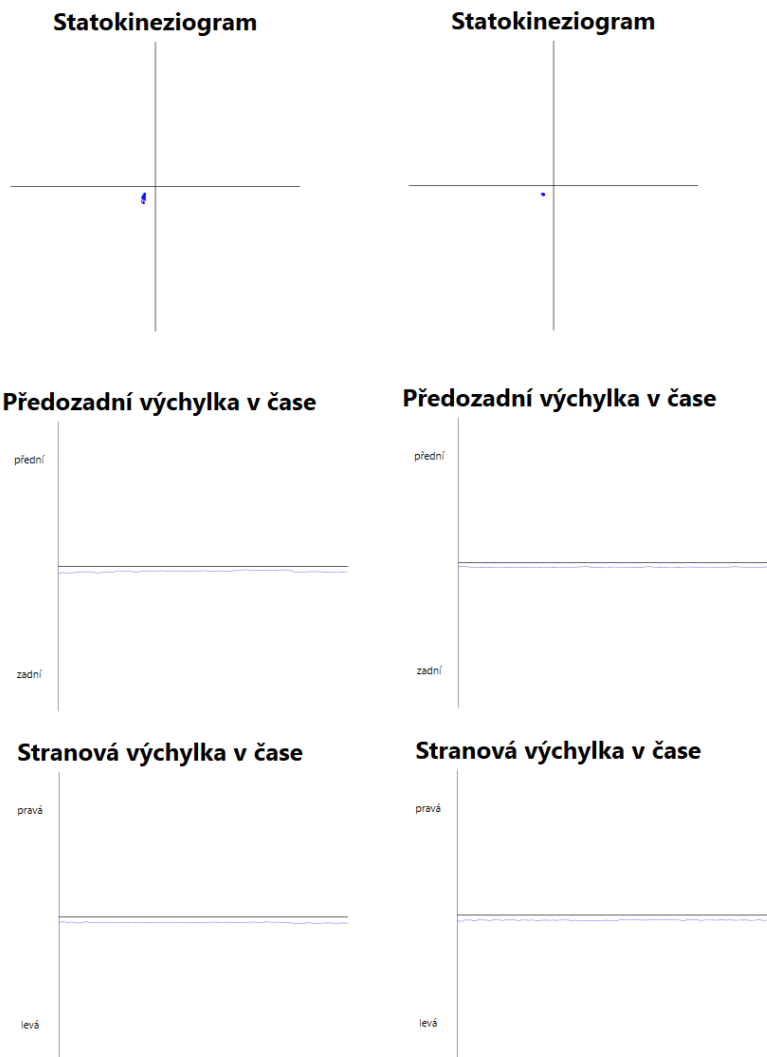 Statokineziogram
Statokineziogram
Předozadní výchylka v čase
Předozadní výchylka v čase
přední
přední
zadní
zadní
Stranová výchylka v čase
Stranová výchylka v čase
pravá
pravá
levá
levá